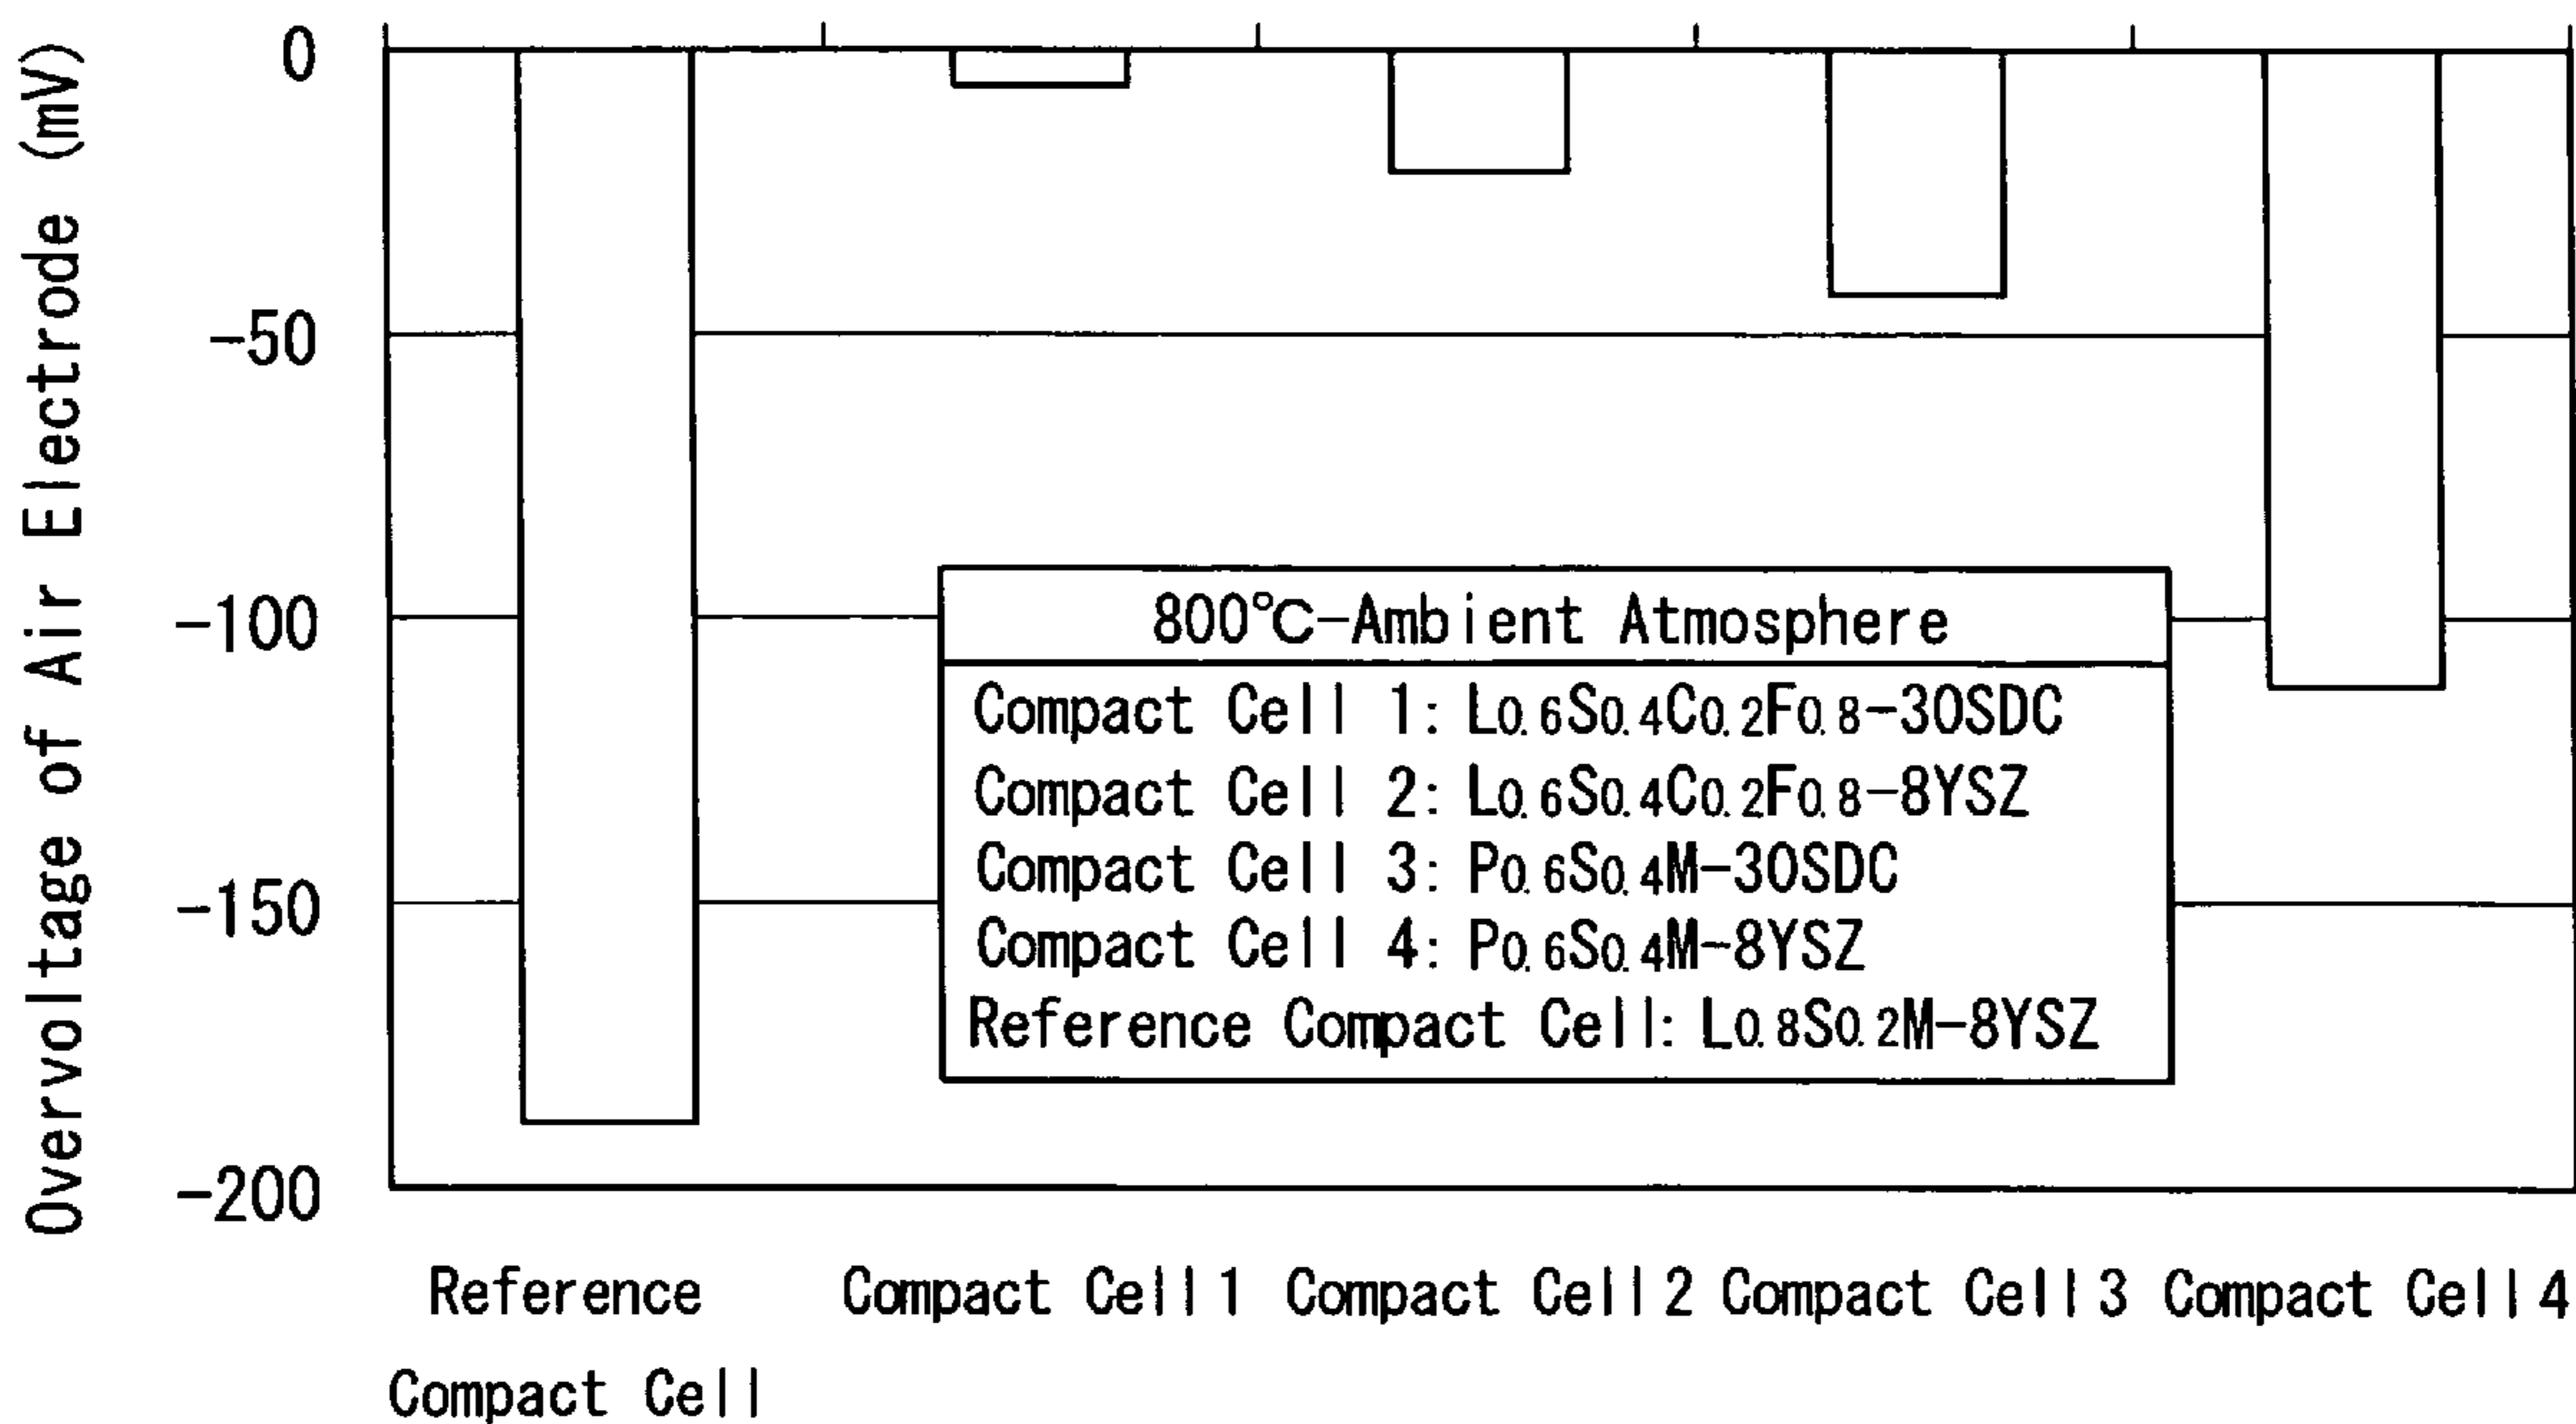 Overvoltage of Air Electrode (mV)
0
-50
-100
-150
-200
800℃-Ambient Atmosphere
Compact Cell 1: L0.6S0.4C0.2F0.8-30SDC
Compact Cell 2: L0.6S0.4C0.2F0.8-8YSZ
Compact Cell 3: P0.6S0.4M-30SDC
Compact Cell 4: P0.6S0.4M-8YSZ
Reference Compact Cell: L0.8S0.2M-8YSZ
Reference
Compact Cell
Compact Cell 1
Compact Cell 2
Compact Cell 3
Compact Cell 4